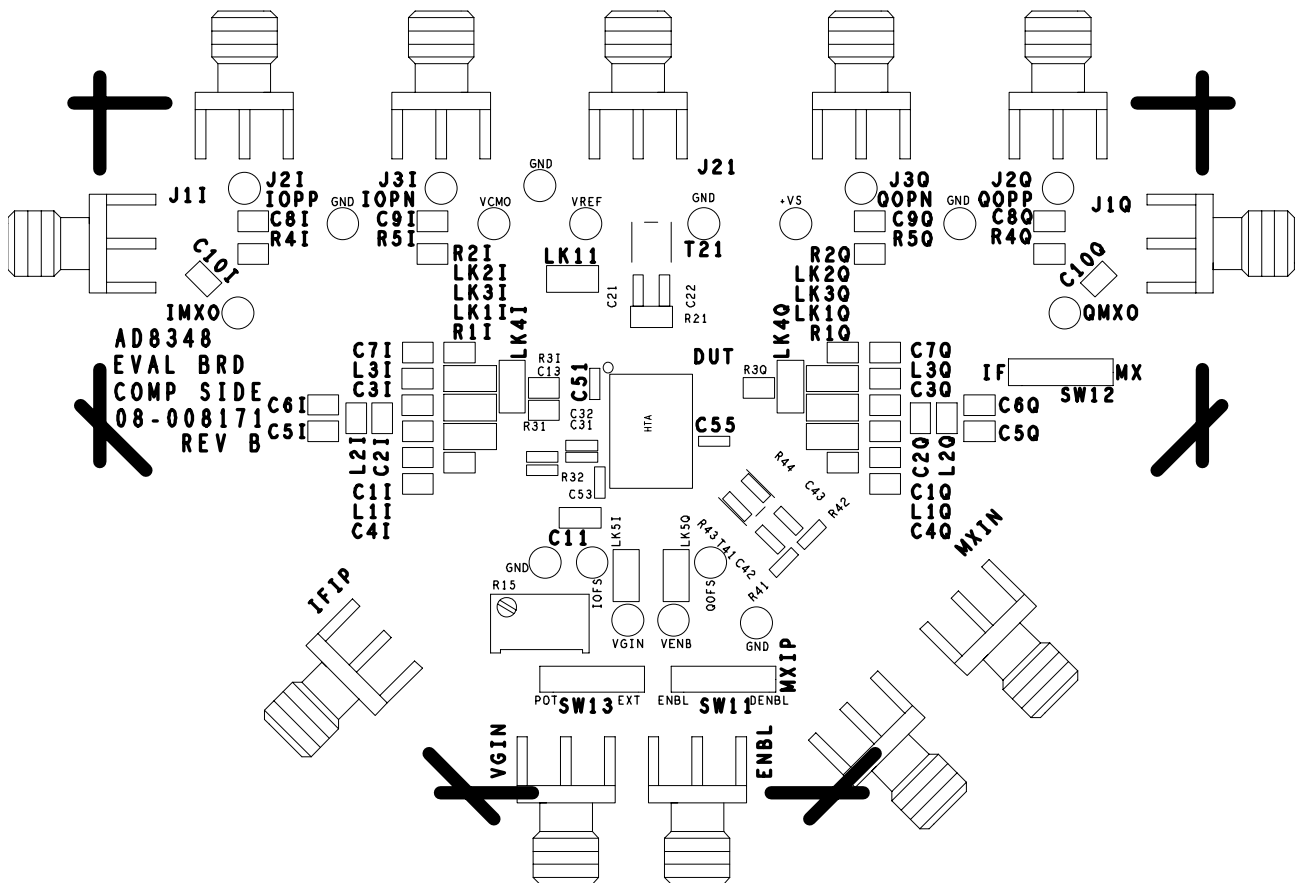 GND
J21
J2I
IOPP
J3I
IOPN
J3Q
QOPN
J2Q
QOPP
J1I
GND
VCMO
VREF
GND
+VS
GND
J1Q
C8I
R4I
C9I
R5I
C9Q
R5Q
C8Q
R4Q
C10I
R2I
LK2I
LK3I
LK1I
R1I
LK11
T21
R2Q
LK2Q
LK3Q
LK1Q
R1Q
C10Q
C21
C22
R21
IMXO
QMXO
AD8348
EVAL BRD
COMP SIDE
08-008171
REV B
LK4I
LK4Q
DUT
C7I
L3I
C3I
R3I
C13
C51
R3Q
C7Q
L3Q
C3Q
IF
MX
SW12
C6I
C5I
L2I
C2I
R31
C32
C31
HTA
C55
C2Q
L2Q
C6Q
C5Q
R32
C53
R44
C43
R42
C1I
L1I
C4I
C1Q
L1Q
C4Q
C11
LK5I
LK5Q
R43
T41
C42
R41
MXIN
GND
IOFS
QOFS
IFIP
R15
VGIN
VENB
GND
MXIP
POT
SW13
EXT
ENBL
SW11
DENBL
VGIN
ENBL